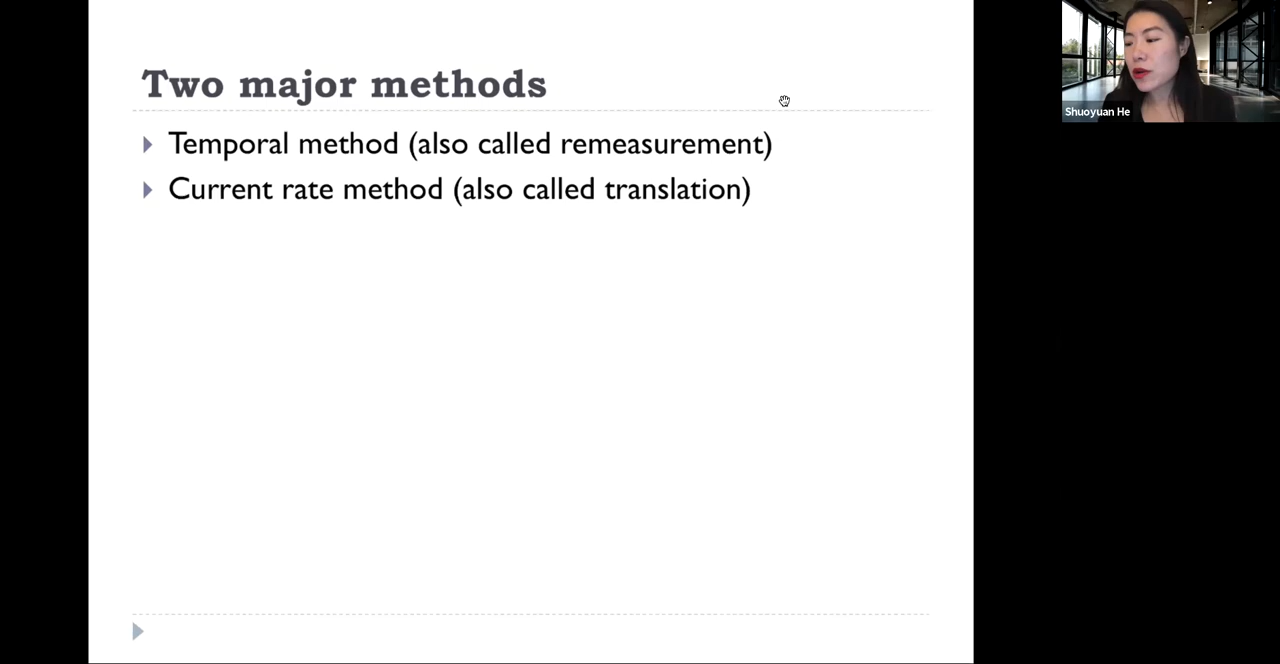 Two major methods
Temporal method (also called remeasurement)
Current rate method (also called translation)
Shuoyuan He